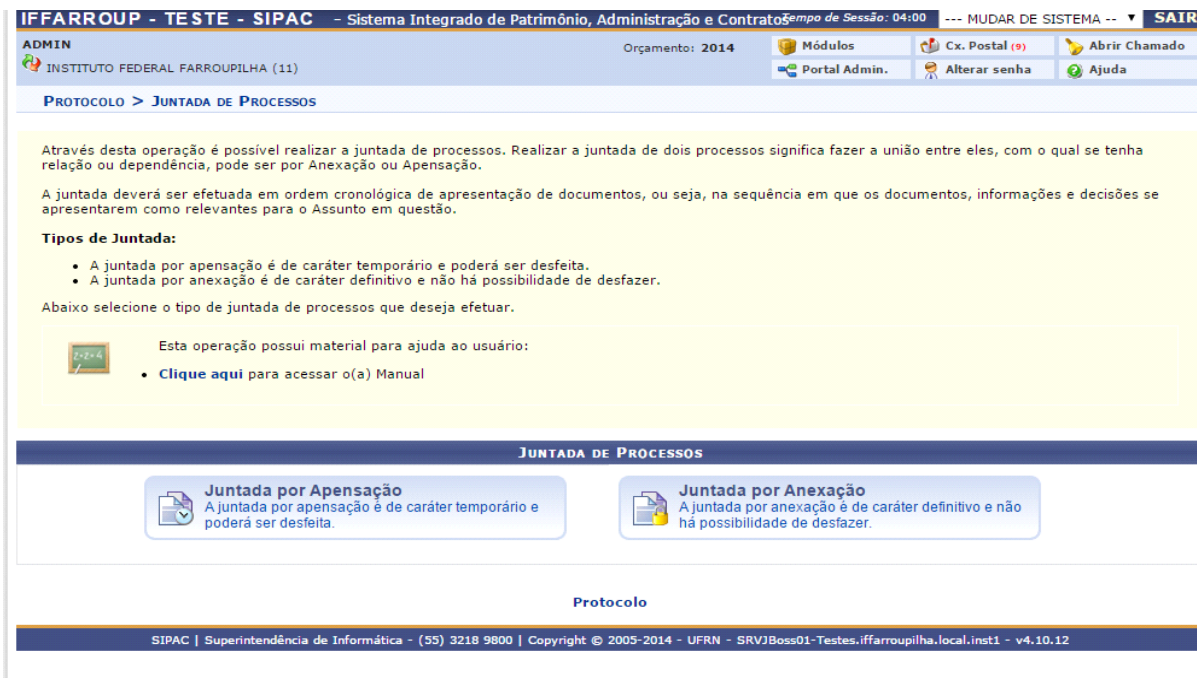 IFFARROUP - TESTE - SIPAC - Sistema Integrado de Patrimônio, Administração e Contratos Tempo de Sessão: 04:00 --- MUDAR DE SISTEMA -- ▼ SAIR
ADMIN Orçamento: 2014 Módulos Cx. Postal (9) Abrir Chamado
INSTITUTO FEDERAL FARROUPILHA (11) Portal Admin. Alterar senha Ajuda
PROTOCOLO > JUNTADA DE PROCESSOS
Através desta operação é possível realizar a juntada de processos. Realizar a juntada de dois processos significa fazer a união entre eles, com o qual se tenha
relação ou dependência, pode ser por Anexação ou Apensação.
A juntada deverá ser efetuada em ordem cronológica de apresentação de documentos, ou seja, na sequência em que os documentos, informações e decisões se
apresentarem como relevantes para o Assunto em questão.
Tipos de Juntada:
• A juntada por apensação é de caráter temporário e poderá ser desfeita.
• A juntada por anexação é de caráter definitivo e não há possibilidade de desfazer.
Abaixo selecione o tipo de juntada de processos que deseja efetuar.
Esta operação possui material para ajuda ao usuário:
• Clique aqui para acessar o(a) Manual
JUNTADA DE PROCESSOS
Juntada por Apensação
A juntada por apensação é de caráter temporário e
poderá ser desfeita.
Juntada por Anexação
A juntada por anexação é de caráter definitivo e não
há possibilidade de desfazer.
Protocolo
SIPAC | Superintendência de Informática - (55) 3218 9800 | Copyright © 2005-2014 - UFRN - SRVJBoss01-Testes.iffarroupilha.local.inst1 - v4.10.12